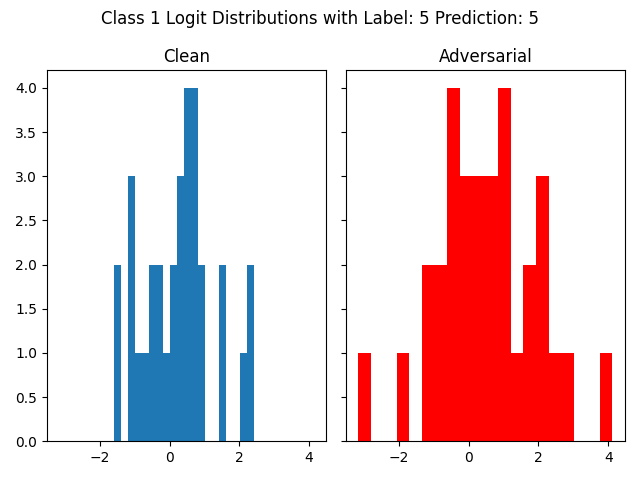 Class 1 Logit Distributions with Label: 5 Prediction: 5
Clean
Adversarial
4.0
3.5
3.0
2.5
2.0
1.5
1.0
0.5
0.0
−2 0 2 4
−2 0 2 4